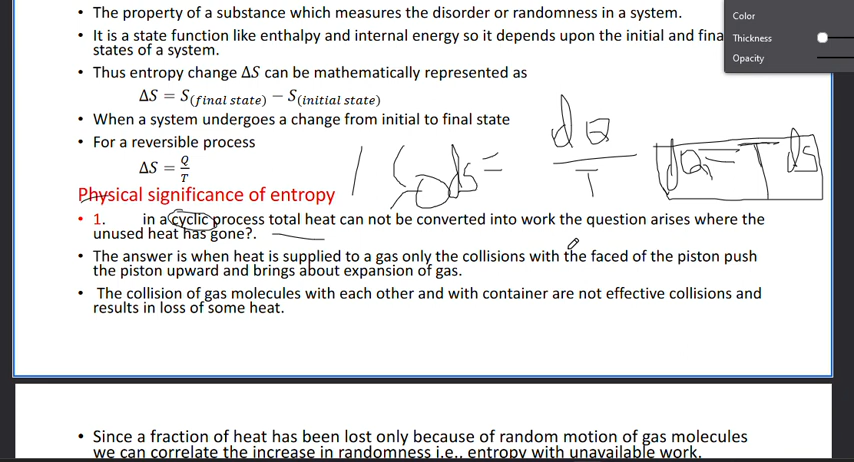 • The property of a substance which measures the disorder or randomness in a system.
Color
• It is a state function like enthalpy and internal energy so it depends upon the initial and fina
Thickness
states of a system.
Opacity
• Thus entropy change ΔS can be mathematically represented as
ΔS = S(final state) − S(initial state)
• When a system undergoes a change from initial to final state
• For a reversible process
ΔS = Q/T
ds = dQ/T
dQ = T ds
Physical significance of entropy
• 1. in a cyclic process total heat can not be converted into work the question arises where the
unused heat has gone?.
• The answer is when heat is supplied to a gas only the collisions with the faced of the piston push
the piston upward and brings about expansion of gas.
• The collision of gas molecules with each other and with container are not effective collisions and
results in loss of some heat.
• Since a fraction of heat has been lost only because of random motion of gas molecules
we can correlate the increase in randomness i.e., entropy with unavailable work.